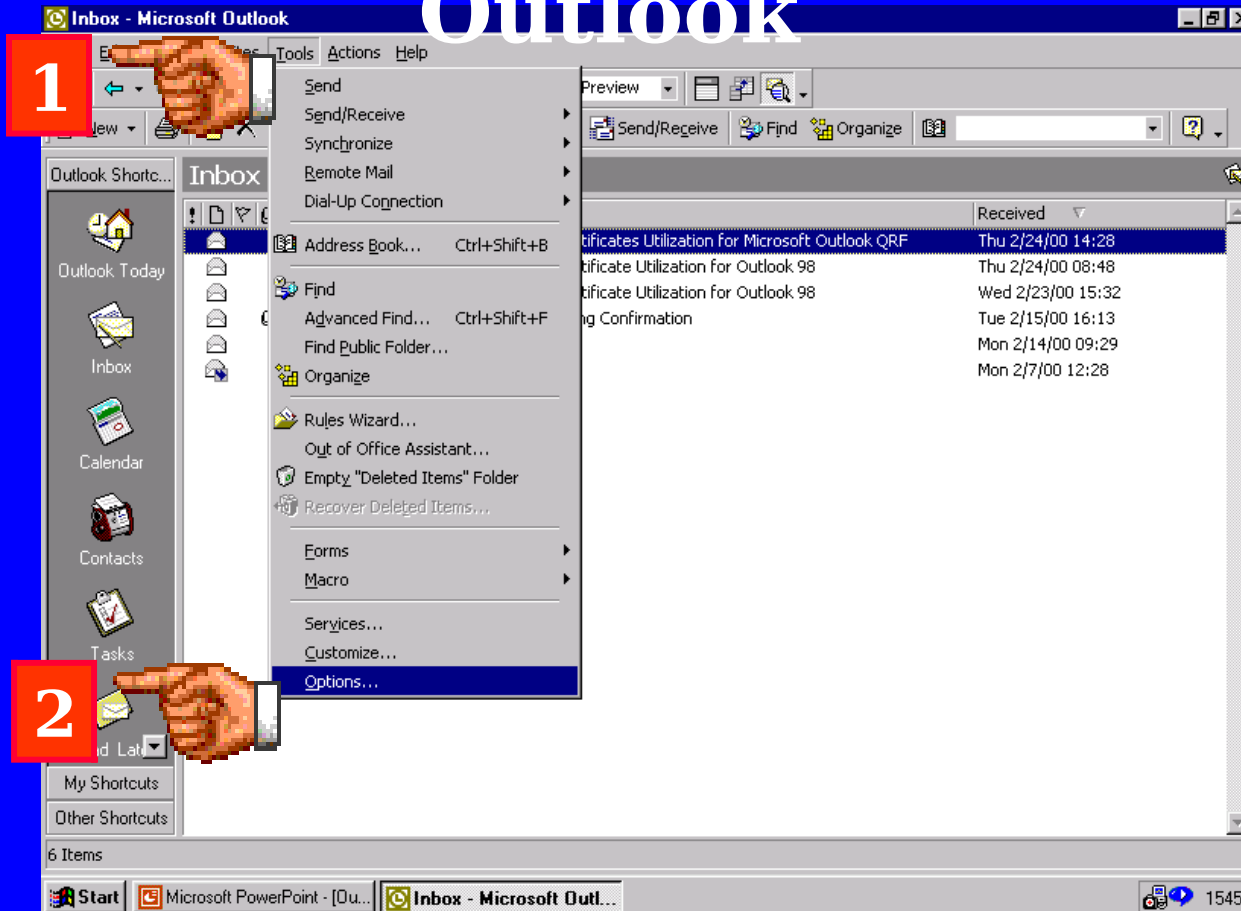 Outlook
Inbox - Microsoft Outlook
Tools Actions Help
1
Preview
New
Send/Receive Find Organize
Send
Send/Receive
Synchronize
Remote Mail
Dial-Up Connection
Address Book... Ctrl+Shift+B
Find
Advanced Find... Ctrl+Shift+F
Find Public Folder...
Organize
Rules Wizard...
Out of Office Assistant...
Empty "Deleted Items" Folder
Recover Deleted Items...
Forms
Macro
Services...
Customize...
Options...
Outlook Shortc...
Inbox
Received
tificates Utilization for Microsoft Outlook QRF Thu 2/24/00 14:28
tificate Utilization for Outlook 98 Thu 2/24/00 08:48
tificate Utilization for Outlook 98 Wed 2/23/00 15:32
ng Confirmation Tue 2/15/00 16:13
Mon 2/14/00 09:29
Mon 2/7/00 12:28
Outlook Today
Inbox
Calendar
Contacts
Tasks
2
My Shortcuts
Other Shortcuts
6 Items
Start Microsoft PowerPoint - [Ou... Inbox - Microsoft Outl... 1545